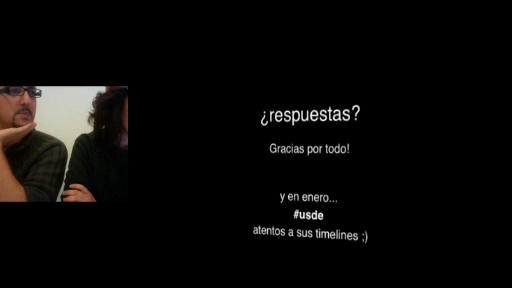 ¿respuestas?
Gracias por todo!
y en enero...
#usde
atentos a sus timelines ;)